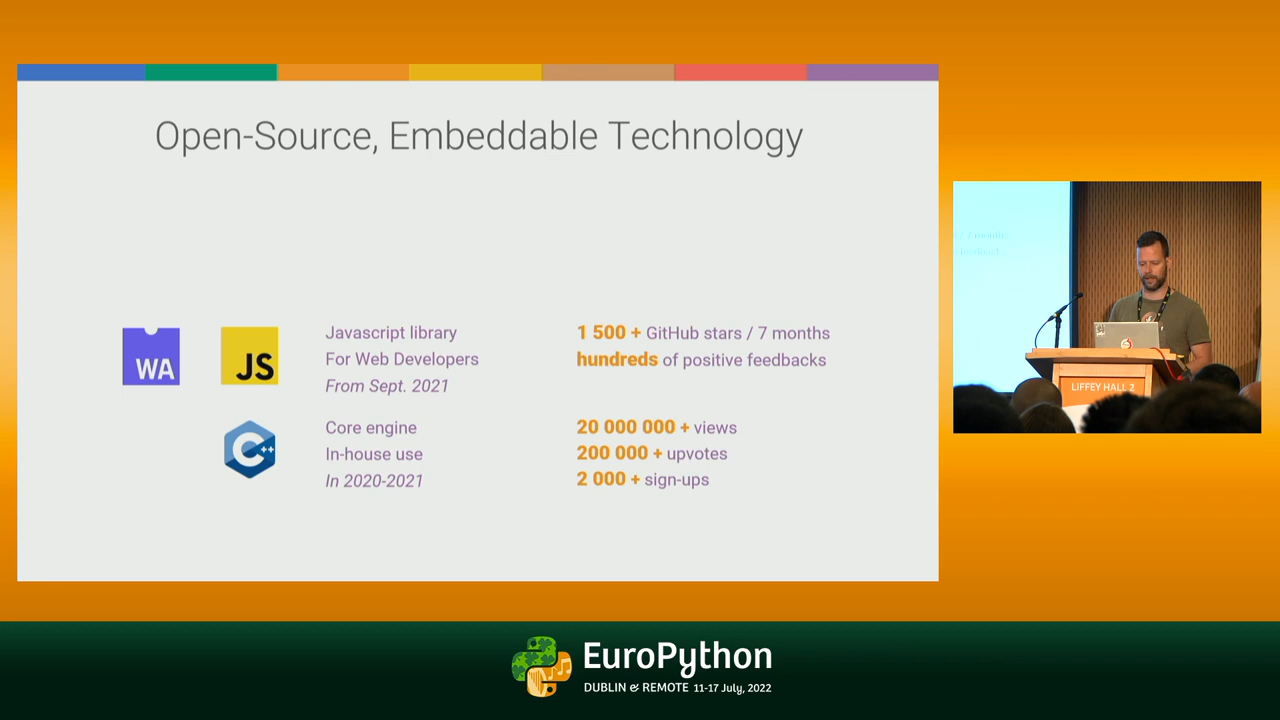 Open-Source, Embeddable Technology
WA
JS
Javascript library
For Web Developers
From Sept. 2021
1 500 + GitHub stars / 7 months
hundreds of positive feedbacks
C++
Core engine
In-house use
In 2020-2021
20 000 000 + views
200 000 + upvotes
2 000 + sign-ups
/ 7 months
LIFFEY HALL 2
EuroPython
DUBLIN & REMOTE 11-17 July, 2022